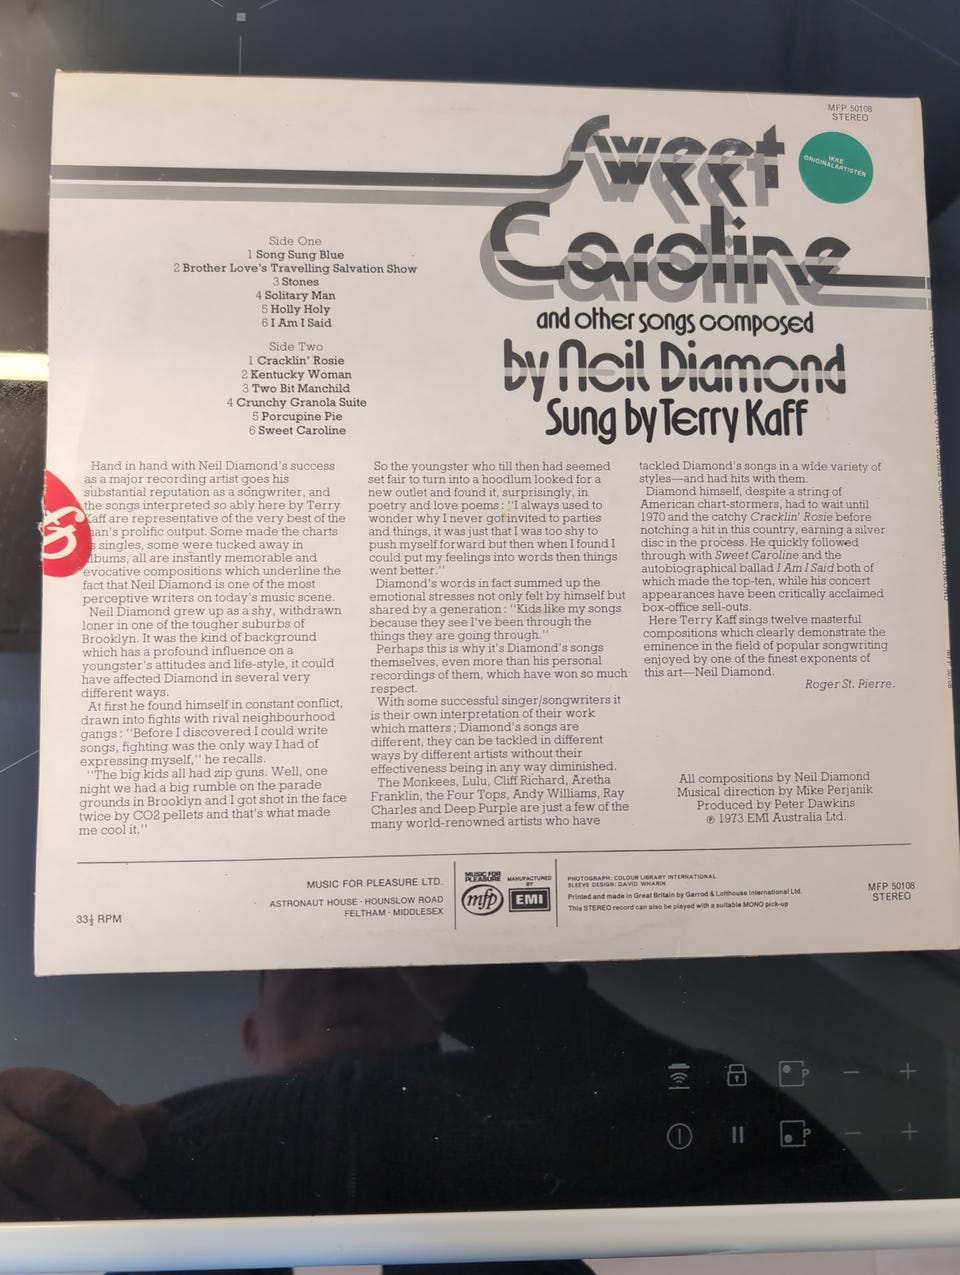 MFP 50108
STEREO
IKKE
ORIGINALARTISTER
Sweet
Caroline
and other songs composed
by Neil Diamond
Sung by Terry Kaff
Side One
1 Song Sung Blue
2 Brother Love's Travelling Salvation Show
3 Stones
4 Solitary Man
5 Holly Holy
6 I Am I Said
Side Two
1 Cracklin' Rosie
2 Kentucky Woman
3 Two Bit Manchild
4 Crunchy Granola Suite
5 Porcupine Pie
6 Sweet Caroline
Hand in hand with Neil Diamond's success
as a major recording artist goes his
substantial reputation as a songwriter, and
the songs interpreted so ably here by Terry
Kaff are representative of the very best of the
man's prolific output. Some made the charts
singles, some were tucked away in
lbums, all are instantly memorable and
evocative compositions which underline the
fact that Neil Diamond is one of the most
perceptive writers on today's music scene.
Neil Diamond grew up as a shy, withdrawn
loner in one of the tougher suburbs of
Brooklyn. It was the kind of background
which has a profound influence on a
youngster's attitudes and life-style, it could
have affected Diamond in several very
different ways.
At first he found himself in constant conflict,
drawn into fights with rival neighbourhood
gangs: "Before I discovered I could write
songs, fighting was the only way I had of
expressing myself," he recalls.
"The big kids all had zip guns. Well, one
night we had a big rumble on the parade
grounds in Brooklyn and I got shot in the face
twice by CO2 pellets and that's what made
me cool it."
So the youngster who till then had seemed
set fair to turn into a hoodlum looked for a
new outlet and found it, surprisingly, in
poetry and love poems: "I always used to
wonder why I never got invited to parties
and things, it was just that I was too shy to
push myself forward but then when I found I
could put my feelings into words then things
went better."
Diamond's words in fact summed up the
emotional stresses not only felt by himself but
shared by a generation: "Kids like my songs
because they see I've been through the
things they are going through."
Perhaps this is why it's Diamond's songs
themselves, even more than his personal
recordings of them, which have won so much
respect.
With some successful singer/songwriters it
is their own interpretation of their work
which matters; Diamond's songs are
different, they can be tackled in different
ways by different artists without their
effectiveness being in any way diminished.
The Monkees, Lulu, Cliff Richard, Aretha
Franklin, the Four Tops, Andy Williams, Ray
Charles and Deep Purple are just a few of the
many world-renowned artists who have
tackled Diamond's songs in a wide variety of
styles—and had hits with them.
Diamond himself, despite a string of
American chart-stormers, had to wait until
1970 and the catchy Cracklin' Rosie before
notching a hit in this country, earning a silver
disc in the process. He quickly followed
through with Sweet Caroline and the
autobiographical ballad I Am I Said both of
which made the top-ten, while his concert
appearances have been critically acclaimed
box-office sell-outs.
Here Terry Kaff sings twelve masterful
compositions which clearly demonstrate the
eminence in the field of popular songwriting
enjoyed by one of the finest exponents of
this art—Neil Diamond.
Roger St. Pierre.
All compositions by Neil Diamond
Musical direction by Mike Perjanik
Produced by Peter Dawkins
℗ 1973 EMI Australia Ltd.
33⅓ RPM
MUSIC FOR PLEASURE LTD.
ASTRONAUT HOUSE · HOUNSLOW ROAD
FELTHAM · MIDDLESEX
MUSIC FOR
PLEASURE
mfp
MANUFACTURED
BY
EMI
PHOTOGRAPH: COLOUR LIBRARY INTERNATIONAL
SLEEVE DESIGN: DAVID WHARIN
Printed and made in Great Britain by Garrod & Lofthouse International Ltd.
This STEREO record can also be played with a suitable MONO pick-up
MFP 50108
STEREO